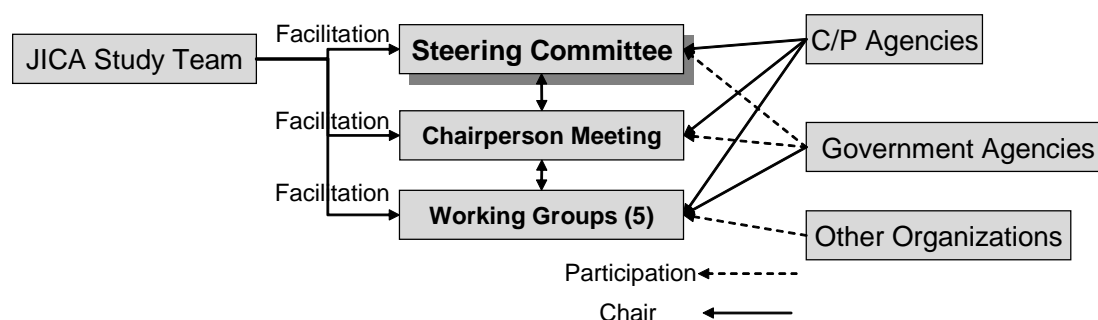 Facilitation
Steering Committee
C/P Agencies
JICA Study Team
Facilitation
Chairperson Meeting
Government Agencies
Facilitation
Working Groups (5)
Other Organizations
Participation
Chair